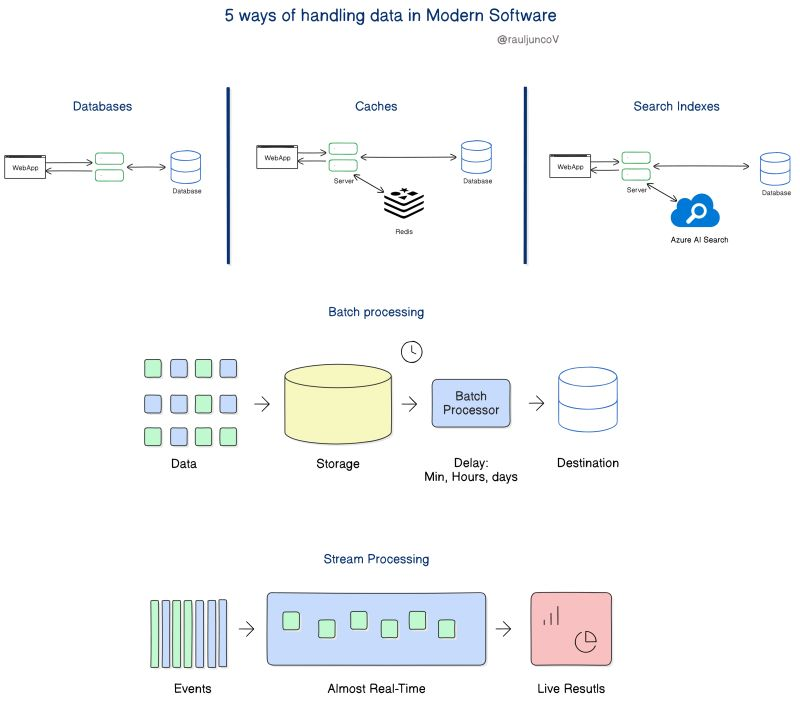 5 ways of handling data in Modern Software
@rauljuncoV
Databases
WebApp
Database
Caches
WebApp
Server
Database
Redis
Search Indexes
WebApp
Server
Database
Azure AI Search
Batch processing
Batch
Processor
Data
Storage
Delay:
Min, Hours, days
Destination
Stream Processing
Events
Almost Real-Time
Live Resutls